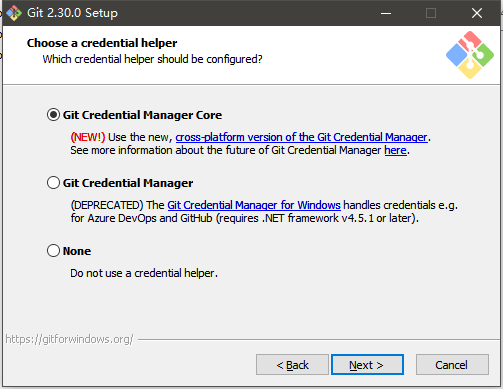 Git 2.30.0 Setup
Choose a credential helper
Which credential helper should be configured?
Git Credential Manager Core
(NEW!) Use the new, cross-platform version of the Git Credential Manager.
See more information about the future of Git Credential Manager here.
Git Credential Manager
(DEPRECATED) The Git Credential Manager for Windows handles credentials e.g.
for Azure DevOps and GitHub (requires .NET framework v4.5.1 or later).
None
Do not use a credential helper.
https://gitforwindows.org/
< Back Next > Cancel